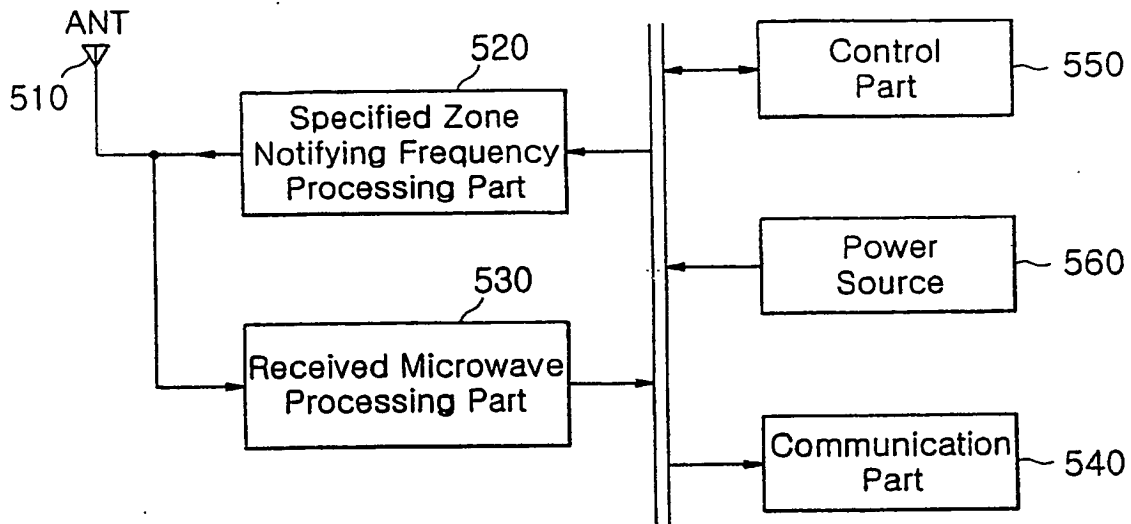 ANT
510
520
Specified Zone
Notifying Frequency
Processing Part
530
Received Microwave
Processing Part
Control
Part
550
Power
Source
560
Communication
Part
540